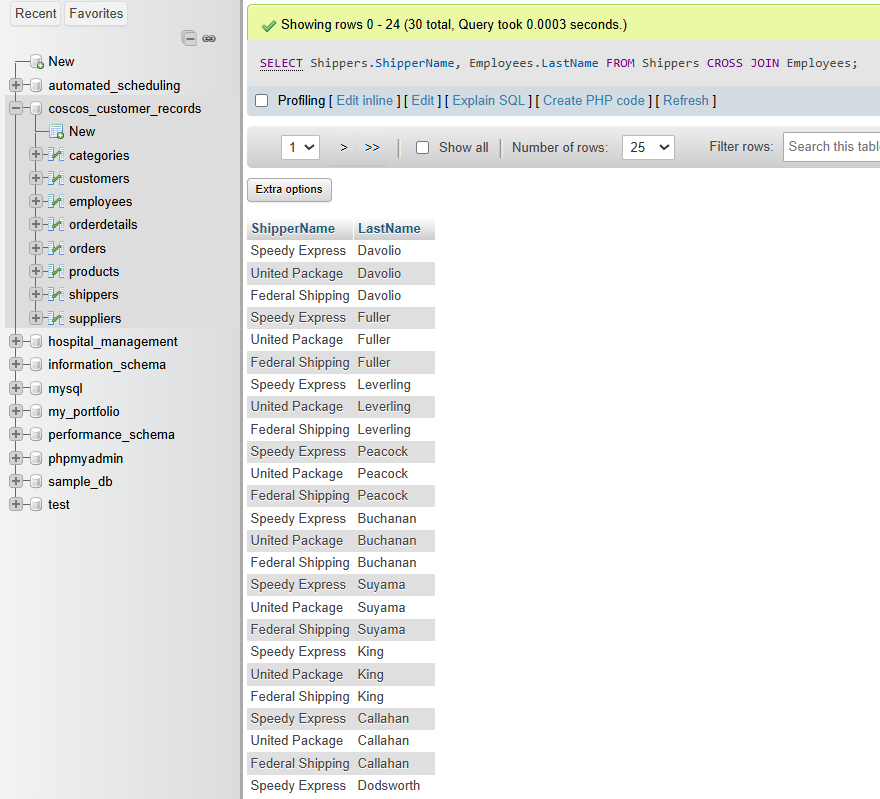 Recent Favorites
New
automated_scheduling
coscos_customer_records
New
categories
customers
employees
orderdetails
orders
products
shippers
suppliers
hospital_management
information_schema
mysql
my_portfolio
performance_schema
phpmyadmin
sample_db
test
Showing rows 0 - 24 (30 total, Query took 0.0003 seconds.)
SELECT Shippers.ShipperName, Employees.LastName FROM Shippers CROSS JOIN Employees;
Profiling [ Edit inline ] [ Edit ] [ Explain SQL ] [ Create PHP code ] [ Refresh ]
1 > >> Show all Number of rows: 25 Filter rows: Search this table
Extra options
ShipperName LastName
Speedy Express Davolio
United Package Davolio
Federal Shipping Davolio
Speedy Express Fuller
United Package Fuller
Federal Shipping Fuller
Speedy Express Leverling
United Package Leverling
Federal Shipping Leverling
Speedy Express Peacock
United Package Peacock
Federal Shipping Peacock
Speedy Express Buchanan
United Package Buchanan
Federal Shipping Buchanan
Speedy Express Suyama
United Package Suyama
Federal Shipping Suyama
Speedy Express King
United Package King
Federal Shipping King
Speedy Express Callahan
United Package Callahan
Federal Shipping Callahan
Speedy Express Dodsworth